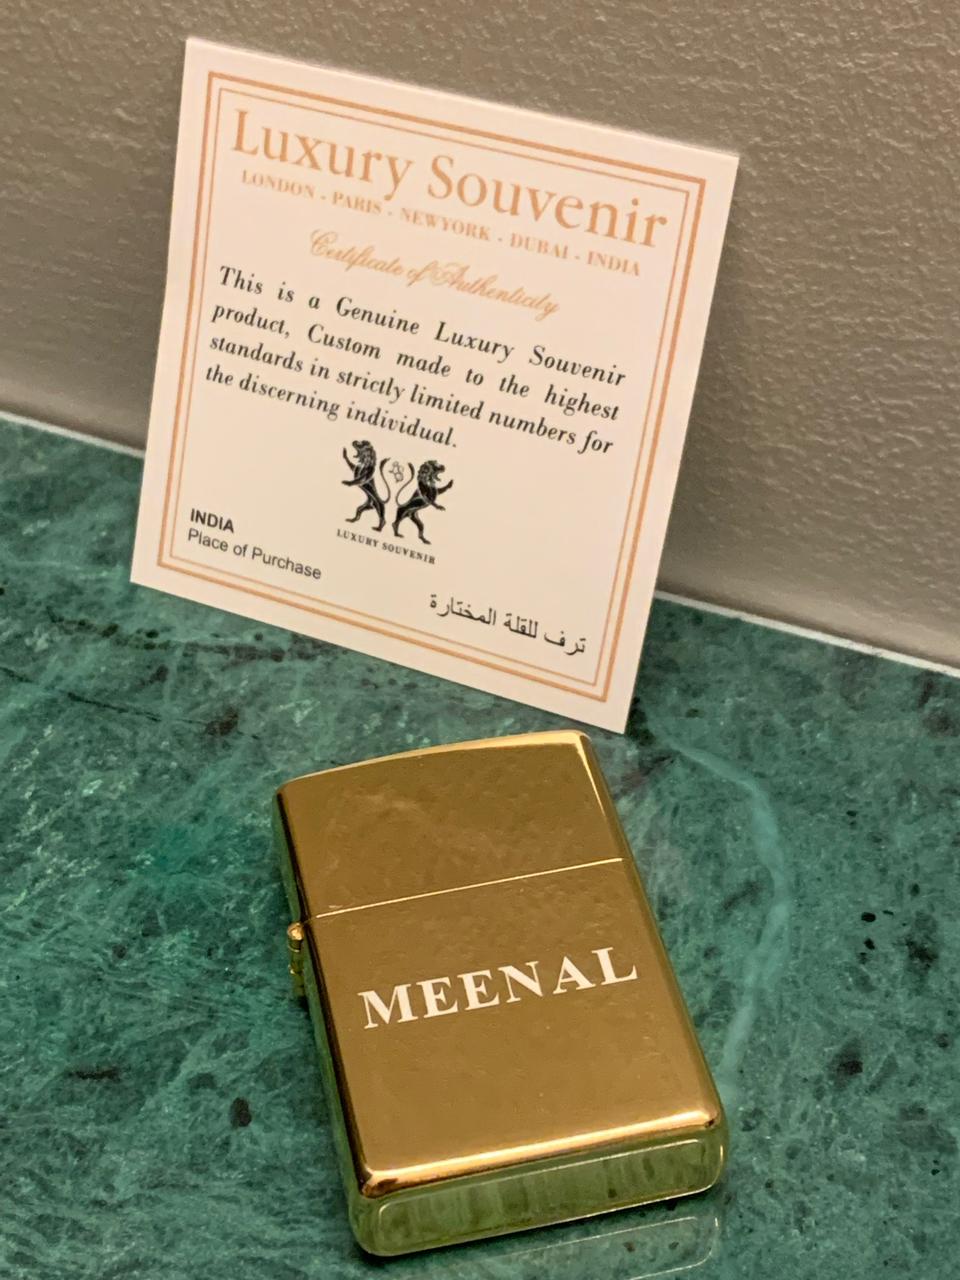 Luxury Souvenir
LONDON - PARIS - NEWYORK - DUBAI - INDIA
Certificate of Authenticity
This is a Genuine Luxury Souvenir
product, Custom made to the highest
standards in strictly limited numbers for
the discerning individual.
LUXURY SOUVENIR
INDIA
Place of Purchase
ترف للقلة المختارة
MEENAL